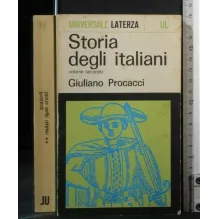 UNIVERSALE LATERZA UL
Storia
degli italiani
volume secondo
Giuliano Procacci